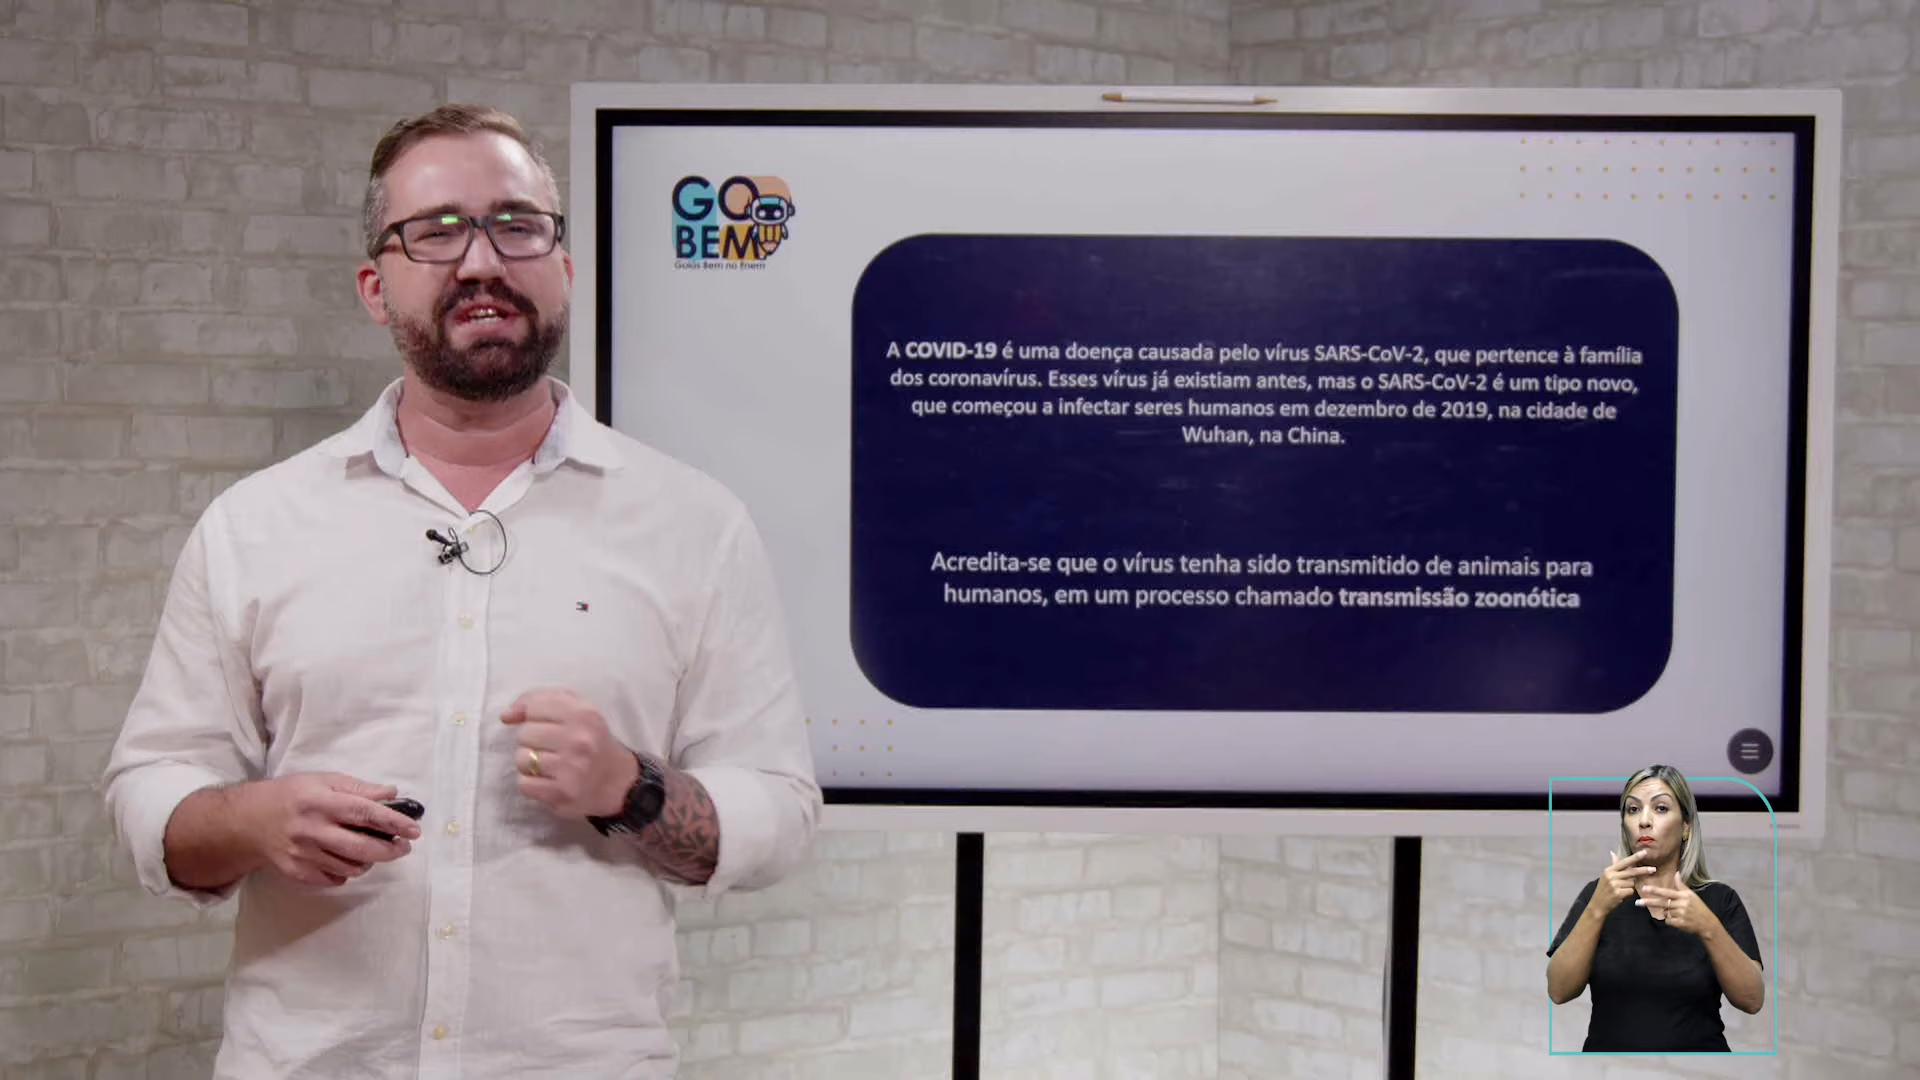 GO
BEM
Goiás Bem no Enem
A COVID-19 é uma doença causada pelo vírus SARS-CoV-2, que pertence à família
dos coronavírus. Esses vírus já existiam antes, mas o SARS-CoV-2 é um tipo novo,
que começou a infectar seres humanos em dezembro de 2019, na cidade de
Wuhan, na China.
Acredita-se que o vírus tenha sido transmitido de animais para
humanos, em um processo chamado transmissão zoonótica